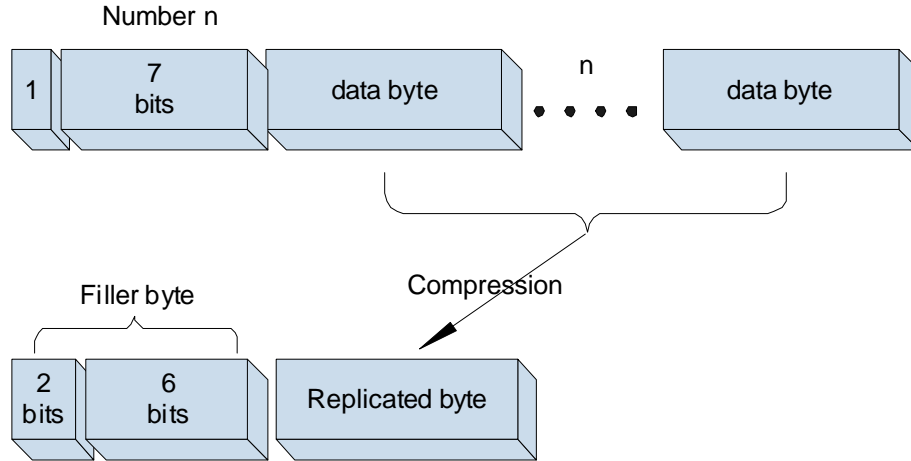 Number n
1
7
bits
data byte
n
data byte
Compression
Filler byte
2
bits
6
bits
Replicated byte